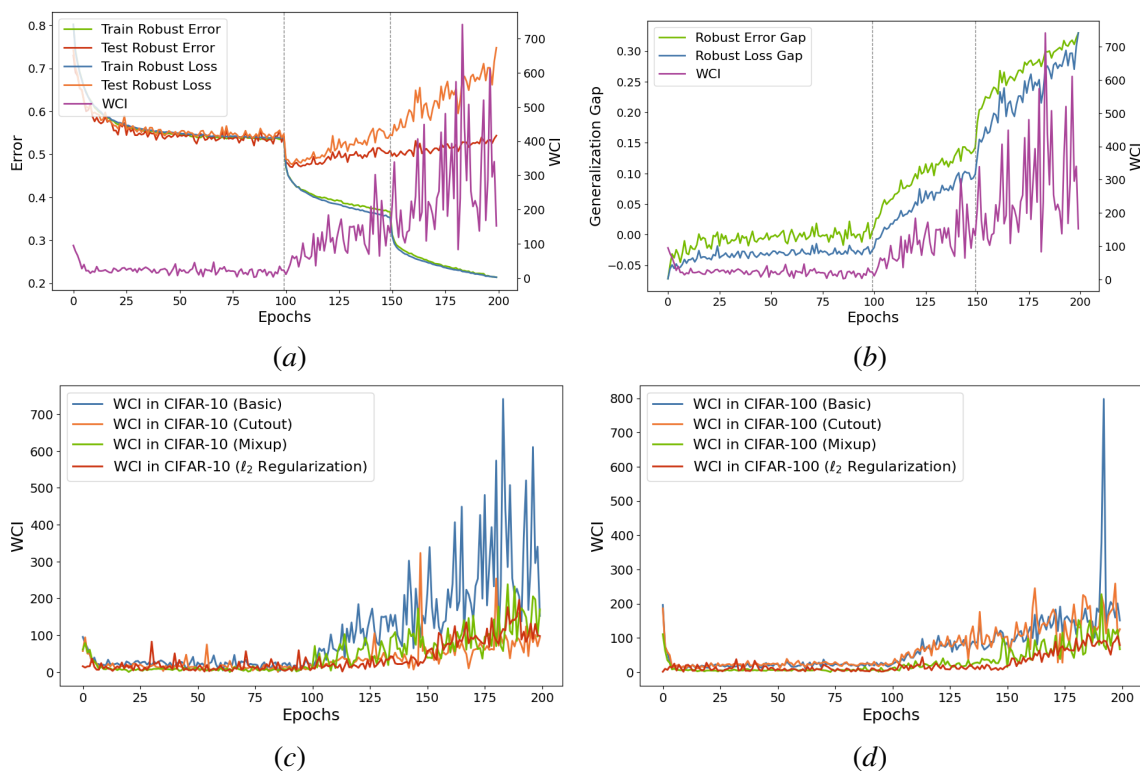 Train Robust Error
Test Robust Error
Train Robust Loss
Test Robust Loss
WCI
0.8
0.7
0.6
0.5
0.4
0.3
0.2
Error
700
600
500
400
300
200
100
0
WCI
0 25 50 75 100 125 150 175 200
Epochs
(a)
Robust Error Gap
Robust Loss Gap
WCI
0.30
0.25
0.20
0.15
0.10
0.05
0.00
−0.05
Generalization Gap
700
600
500
400
300
200
100
0
WCI
0 25 50 75 100 125 150 175 200
Epochs
(b)
WCI in CIFAR-10 (Basic)
WCI in CIFAR-10 (Cutout)
WCI in CIFAR-10 (Mixup)
WCI in CIFAR-10 (ℓ₂ Regularization)
700
600
500
400
300
200
100
0
WCI
0 25 50 75 100 125 150 175 200
Epochs
(c)
WCI in CIFAR-100 (Basic)
WCI in CIFAR-100 (Cutout)
WCI in CIFAR-100 (Mixup)
WCI in CIFAR-100 (ℓ₂ Regularization)
800
700
600
500
400
300
200
100
0
WCI
0 25 50 75 100 125 150 175 200
Epochs
(d)